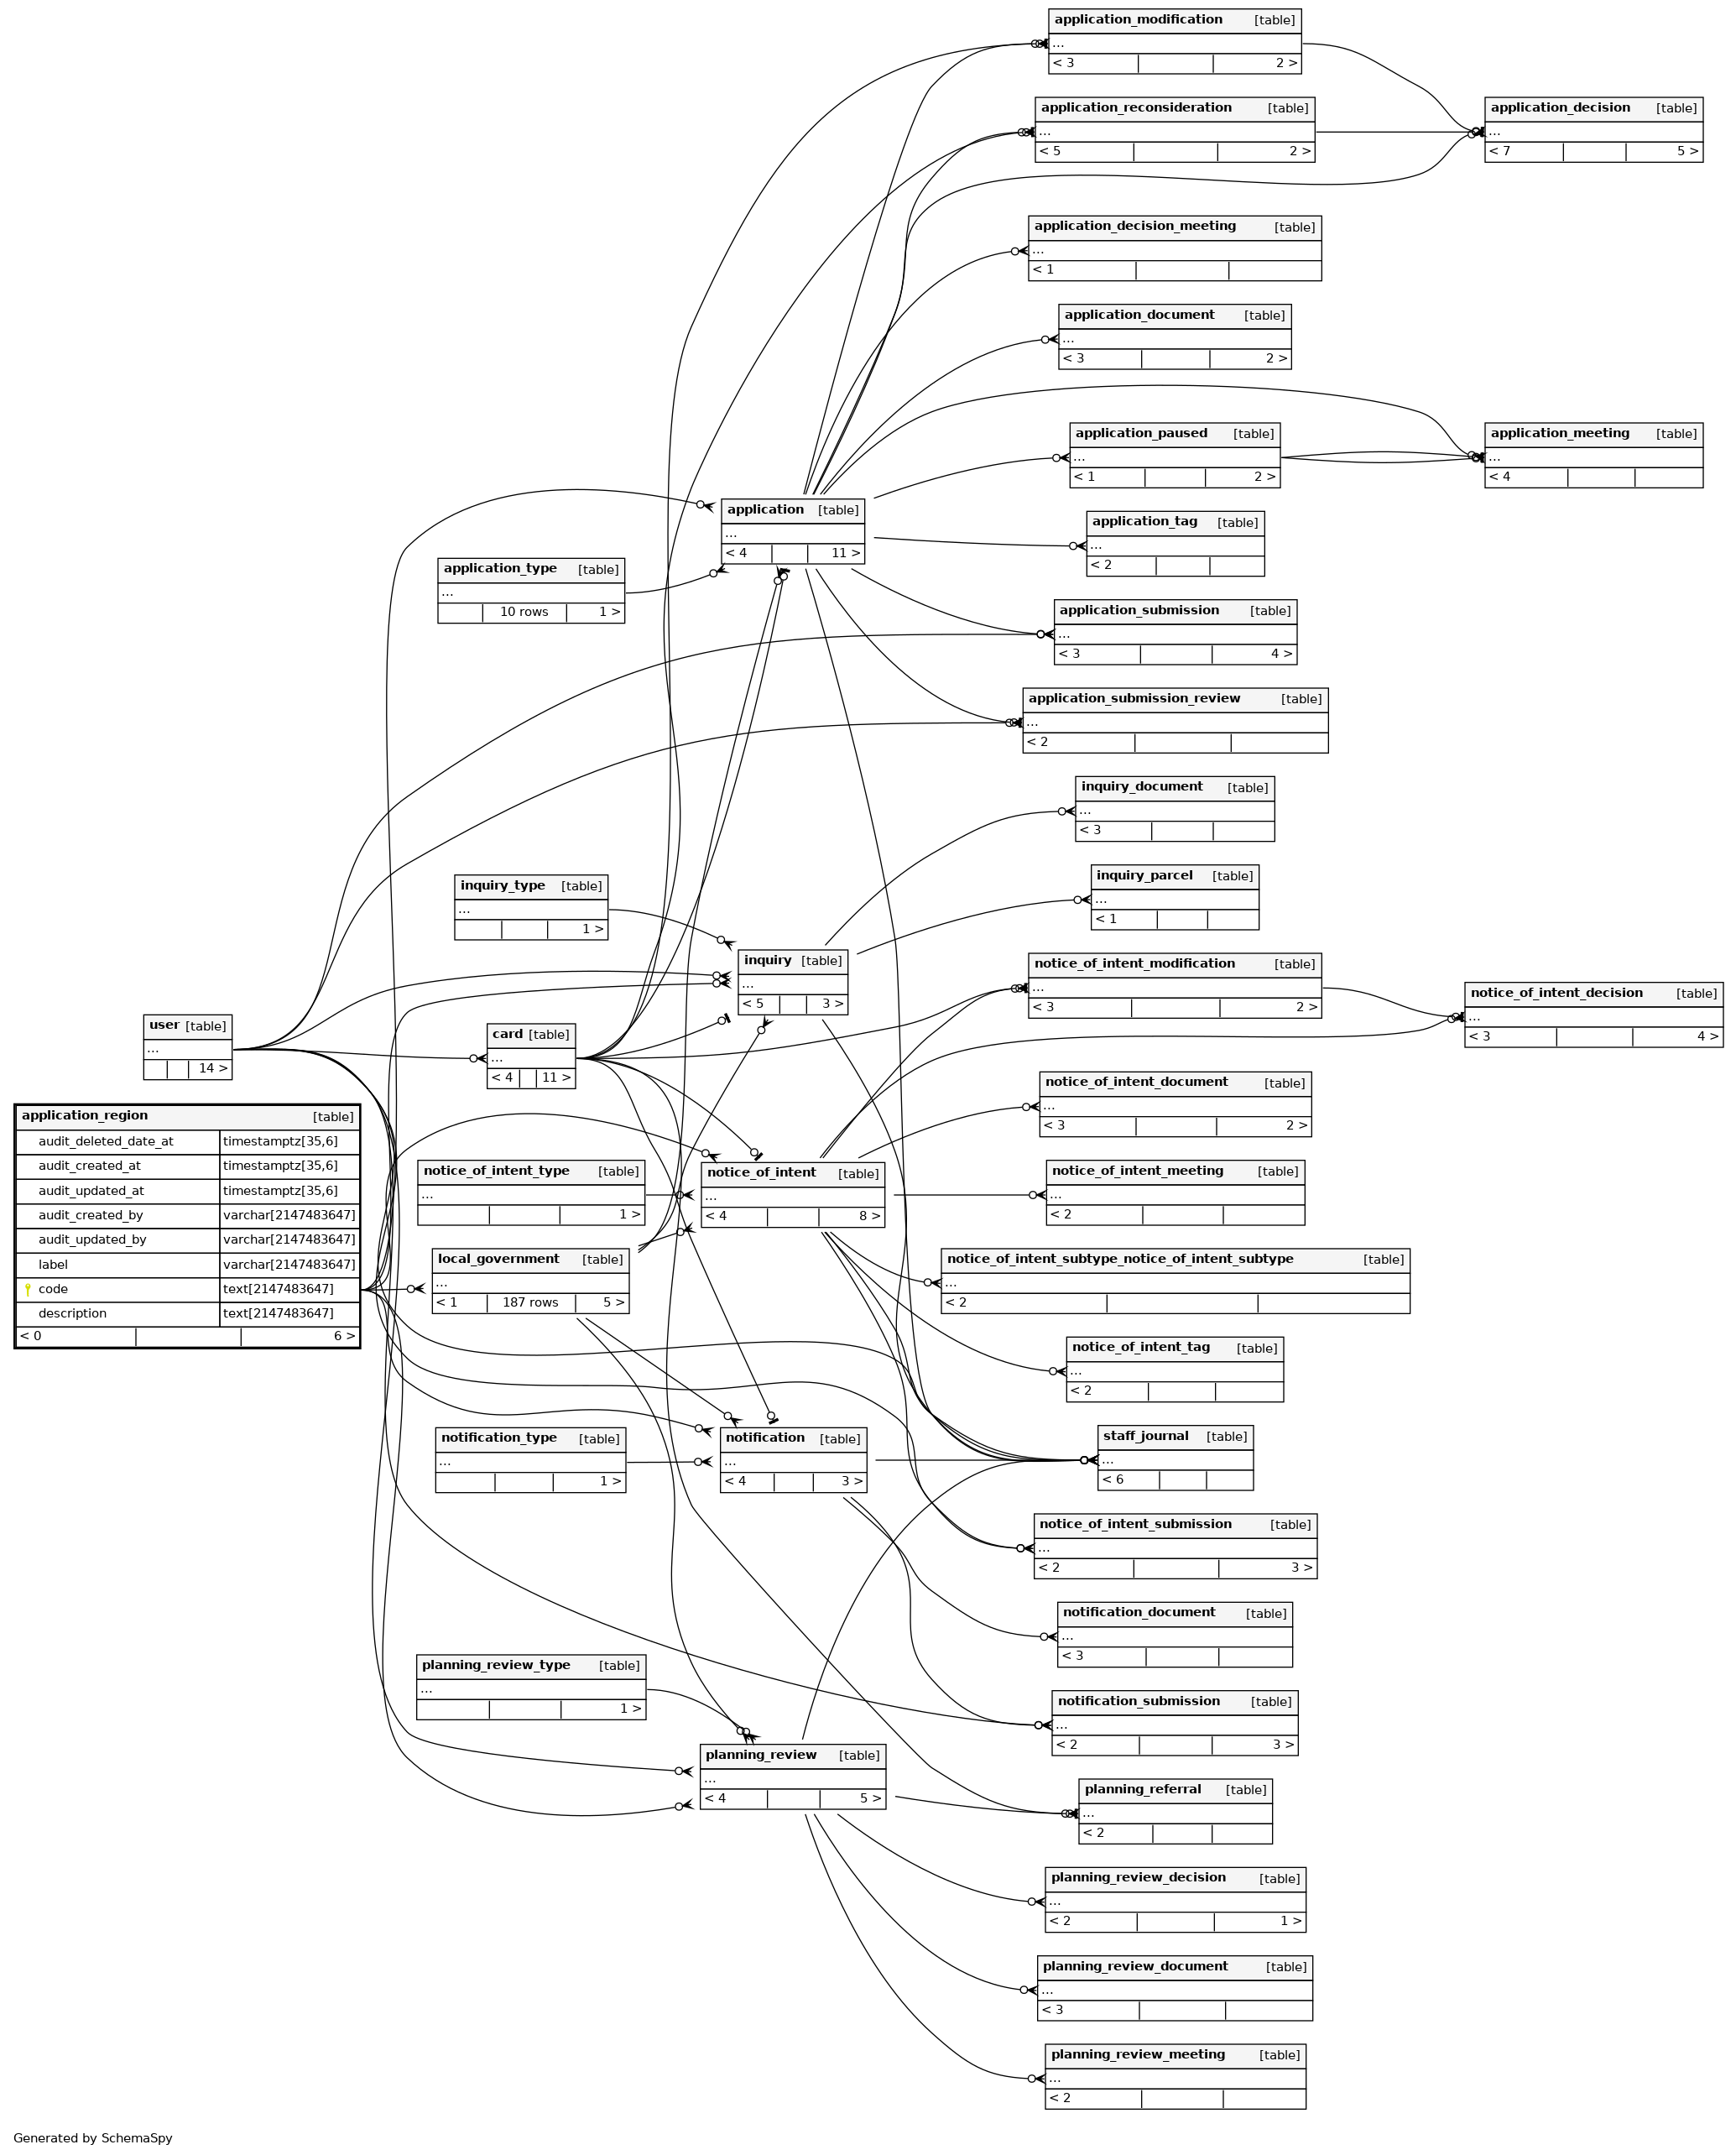 application_modification [table]
...
< 3 2 >
application_reconsideration [table]
...
< 5 2 >
application_decision [table]
...
< 7 5 >
application_decision_meeting [table]
...
< 1
application_document [table]
...
< 3 2 >
application_paused [table]
...
< 1 2 >
application_meeting [table]
...
< 4
application [table]
...
< 4 11 >
application_tag [table]
...
< 2
application_type [table]
...
10 rows 1 >
application_submission [table]
...
< 3 4 >
application_submission_review [table]
...
< 2
inquiry_document [table]
...
< 3
inquiry_type [table]
...
1 >
inquiry_parcel [table]
...
< 1
inquiry [table]
...
< 5 3 >
notice_of_intent_modification [table]
...
< 3 2 >
notice_of_intent_decision [table]
...
< 3 4 >
user [table]
...
14 >
card [table]
...
< 4 11 >
notice_of_intent_document [table]
...
< 3 2 >
application_region [table]
audit_deleted_date_at timestamptz[35,6]
audit_created_at timestamptz[35,6]
audit_updated_at timestamptz[35,6]
audit_created_by varchar[2147483647]
audit_updated_by varchar[2147483647]
label varchar[2147483647]
code text[2147483647]
description text[2147483647]
< 0 6 >
notice_of_intent_type [table]
...
1 >
notice_of_intent [table]
...
< 4 8 >
notice_of_intent_meeting [table]
...
< 2
local_government [table]
...
< 1 187 rows 5 >
notice_of_intent_subtype_notice_of_intent_subtype [table]
...
< 2
notice_of_intent_tag [table]
...
< 2
notification_type [table]
...
1 >
notification [table]
...
< 4 3 >
staff_journal [table]
...
< 6
notice_of_intent_submission [table]
...
< 2 3 >
notification_document [table]
...
< 3
planning_review_type [table]
...
1 >
notification_submission [table]
...
< 2 3 >
planning_review [table]
...
< 4 5 >
planning_referral [table]
...
< 2
planning_review_decision [table]
...
< 2 1 >
planning_review_document [table]
...
< 3
planning_review_meeting [table]
...
< 2
Generated by SchemaSpy